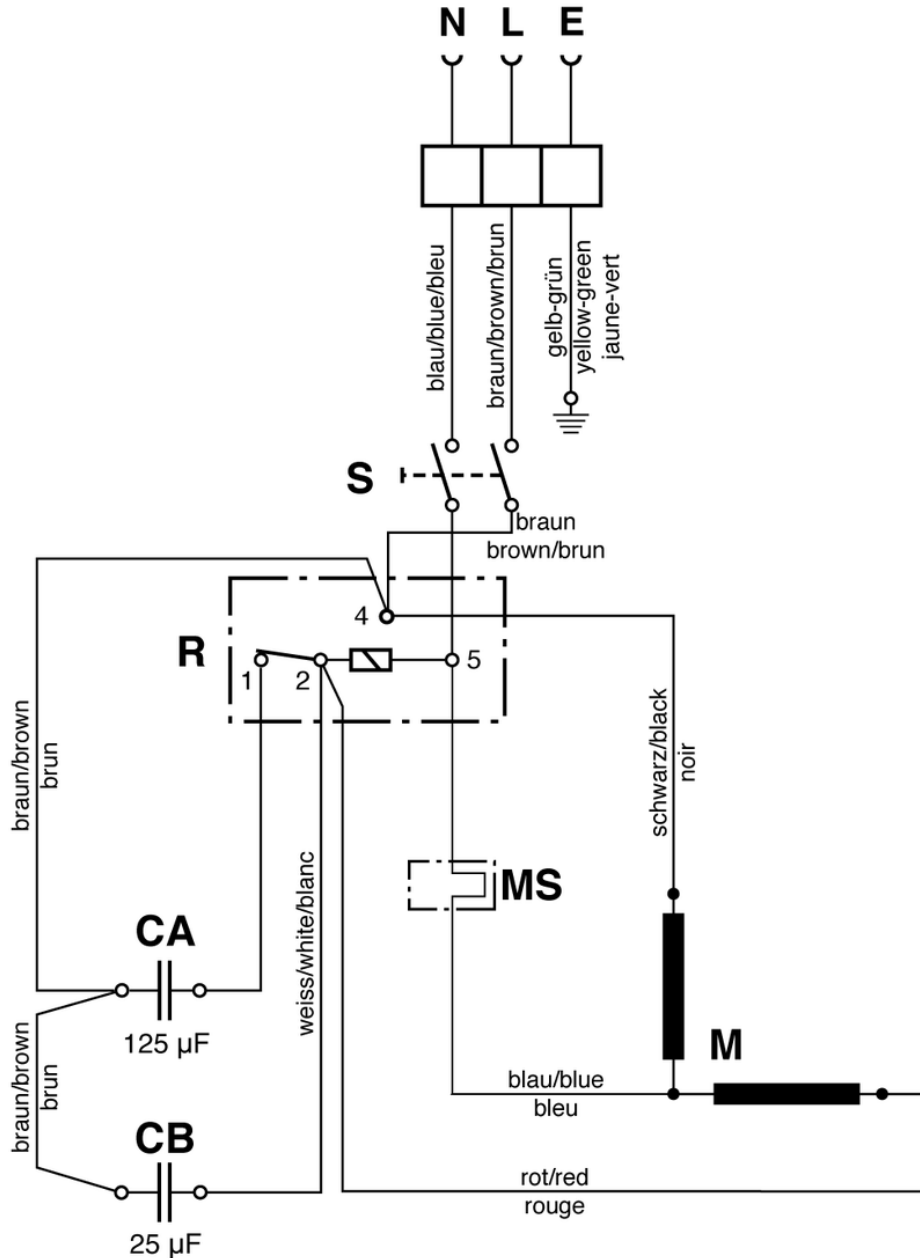 N L E
blau/blue/bleu
braun/brown/brun
gelb-grün
yellow-green
jaune-vert
S
braun
brown/brun
4
R
1 2 5
braun/brown
brun
schwarz/black
noir
weiss/white/blanc
MS
CA
125 µF
braun/brown
brun
M
blau/blue
bleu
CB
25 µF
rot/red
rouge